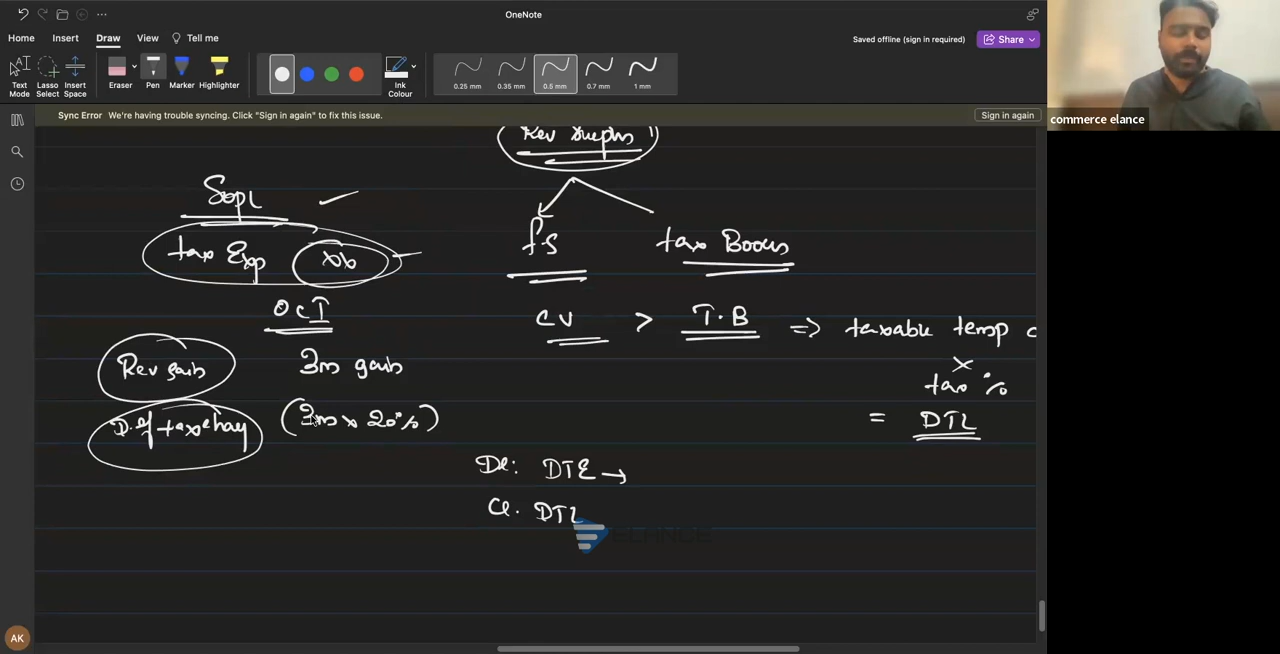 OneNote
Home Insert Draw View Tell me
Saved offline (sign in required) Share
Text Mode Lasso Select Insert Space Eraser Pen Marker Highlighter Ink Colour 0.25 mm 0.35 mm 0.5 mm 0.7 mm 1 mm
commerce elance
Sync Error We're having trouble syncing. Click "Sign in again" to fix this issue. Sign in again
Rev surplus
SOPL
fs tax Books
tax Exp xx
OCI
CV > T.B => taxable temp
Rev gain 3m gain
x
tax %
Def tax chay (3m x 20%)
= DTL
DR: DTE →
Cr. DTL
ELANCE
AK